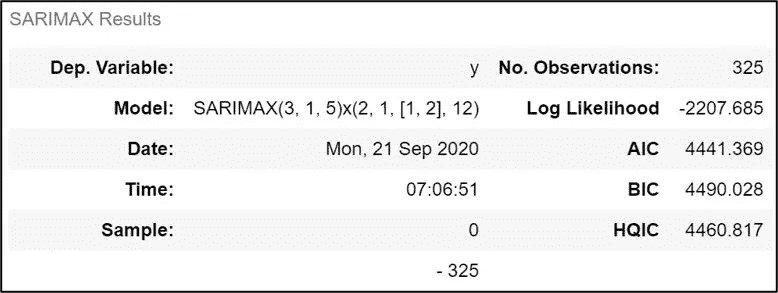 SARIMAX Results
Dep. Variable: y No. Observations: 325
Model: SARIMAX(3, 1, 5)x(2, 1, [1, 2], 12) Log Likelihood -2207.685
Date: Mon, 21 Sep 2020 AIC 4441.369
Time: 07:06:51 BIC 4490.028
Sample: 0 HQIC 4460.817
- 325